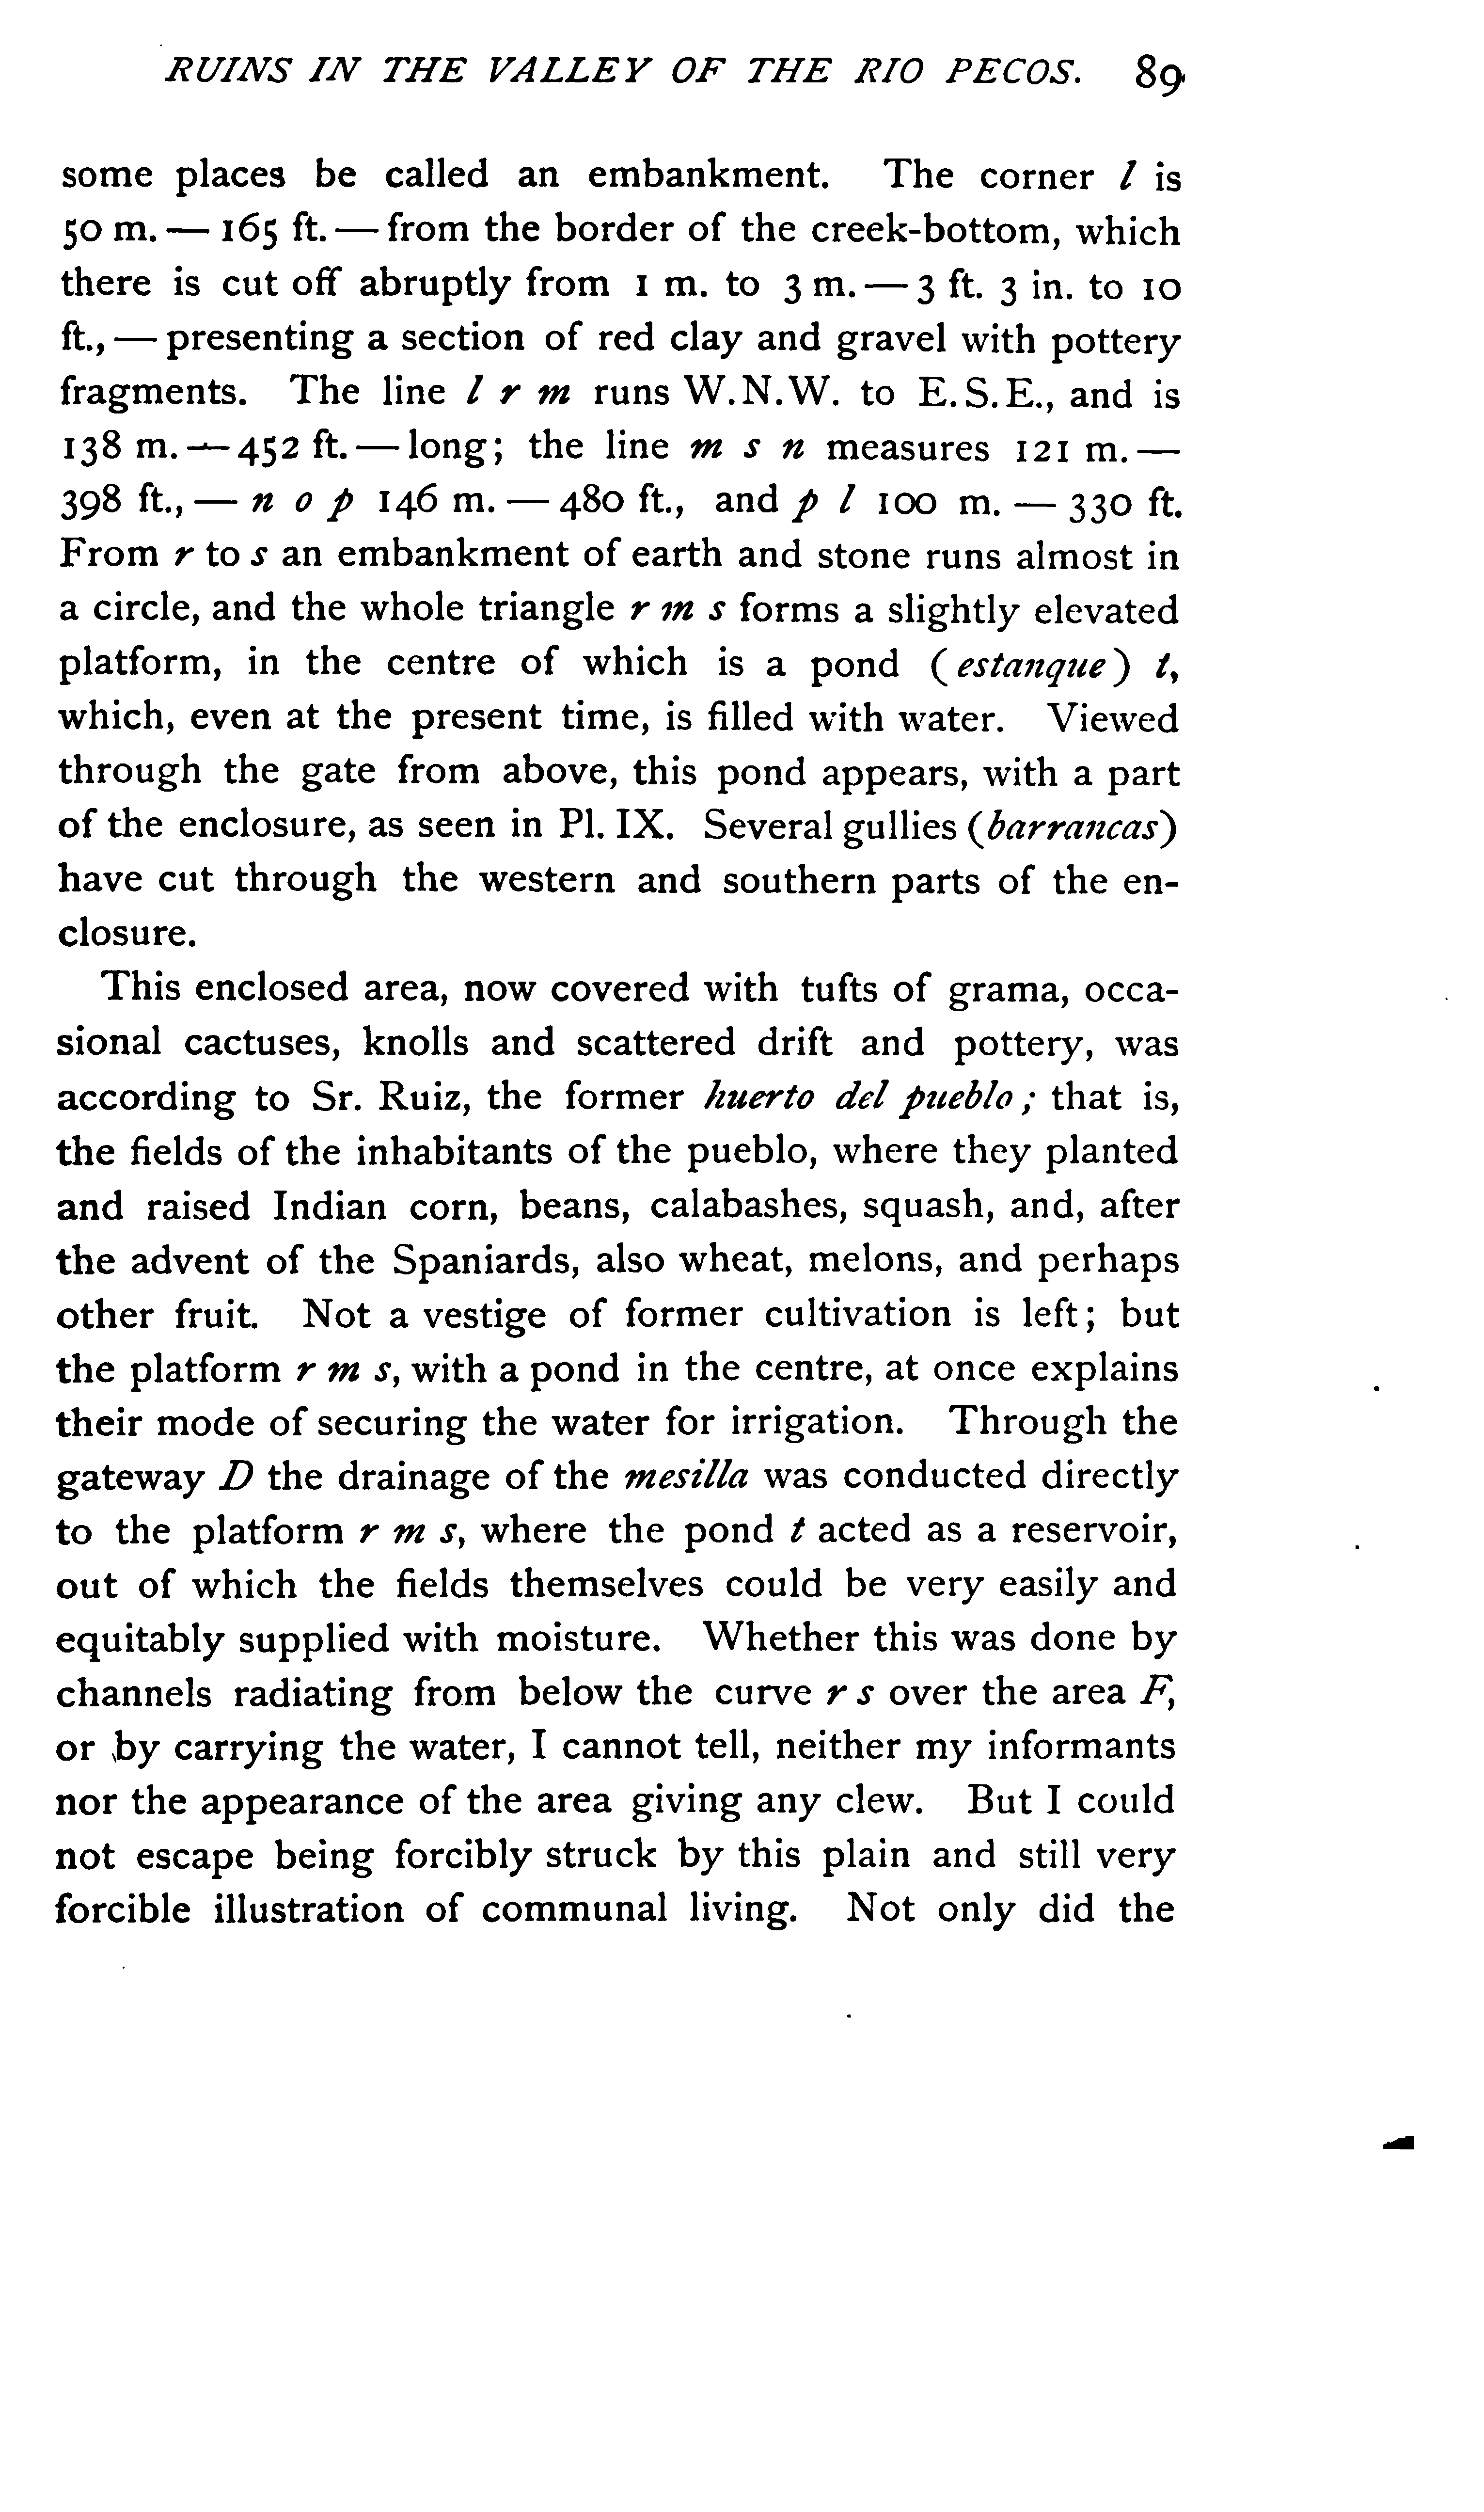 RUINS IN THE VALLEY OF THE RIO PECOS. 89
some places be called an embankment. The corner l is
50 m. — 165 ft. — from the border of the creek-bottom, which
there is cut off abruptly from 1 m. to 3 m. — 3 ft. 3 in. to 10
ft., — presenting a section of red clay and gravel with pottery
fragments. The line l r m runs W.N.W. to E.S.E., and is
138 m. — 452 ft. — long; the line m s n measures 121 m. —
398 ft., — n o p 146 m. — 480 ft., and p l 100 m. — 330 ft.
From r to s an embankment of earth and stone runs almost in
a circle, and the whole triangle r m s forms a slightly elevated
platform, in the centre of which is a pond (estanque) t,
which, even at the present time, is filled with water. Viewed
through the gate from above, this pond appears, with a part
of the enclosure, as seen in Pl. IX. Several gullies (barrancas)
have cut through the western and southern parts of the en-
closure.
This enclosed area, now covered with tufts of grama, occa-
sional cactuses, knolls and scattered drift and pottery, was
according to Sr. Ruiz, the former huerto del pueblo; that is,
the fields of the inhabitants of the pueblo, where they planted
and raised Indian corn, beans, calabashes, squash, and, after
the advent of the Spaniards, also wheat, melons, and perhaps
other fruit. Not a vestige of former cultivation is left; but
the platform r m s, with a pond in the centre, at once explains
their mode of securing the water for irrigation. Through the
gateway D the drainage of the mesilla was conducted directly
to the platform r m s, where the pond t acted as a reservoir,
out of which the fields themselves could be very easily and
equitably supplied with moisture. Whether this was done by
channels radiating from below the curve r s over the area F,
or by carrying the water, I cannot tell, neither my informants
nor the appearance of the area giving any clew. But I could
not escape being forcibly struck by this plain and still very
forcible illustration of communal living. Not only did the